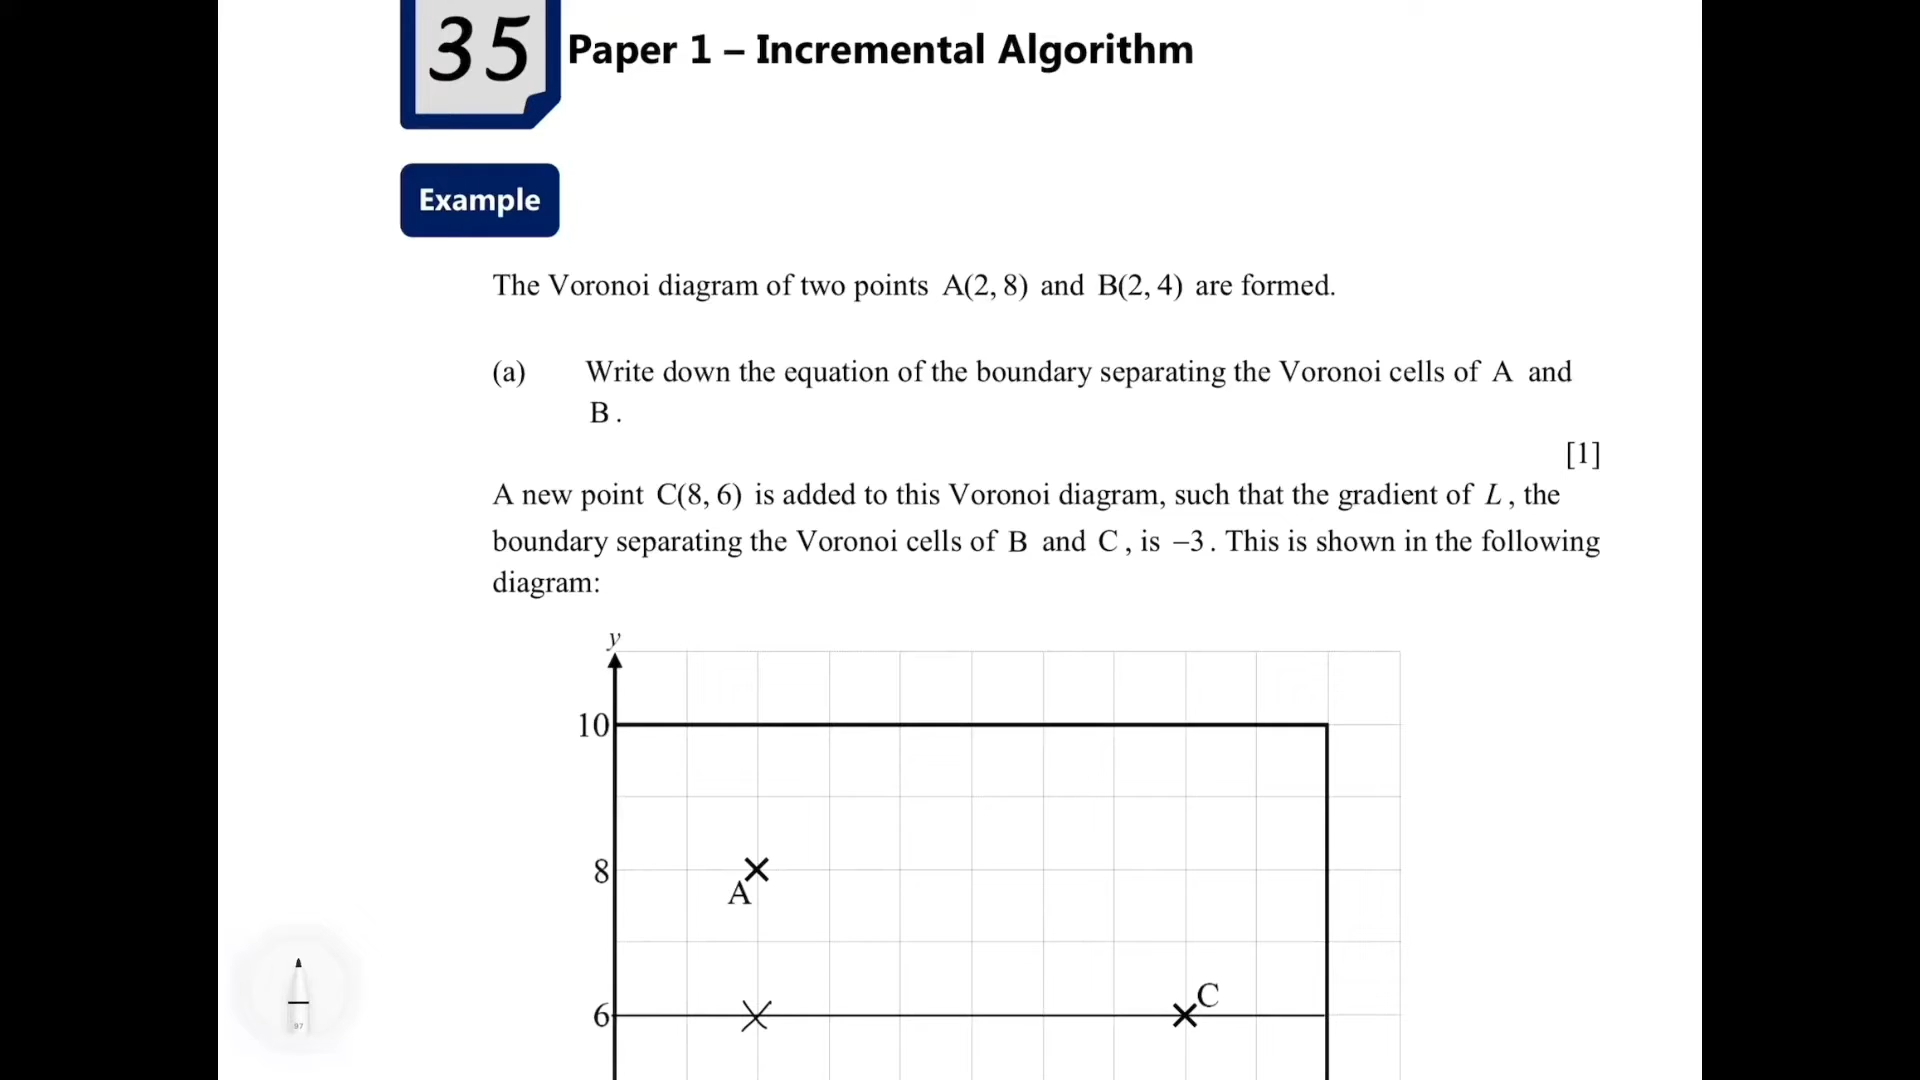 35
Paper 1 – Incremental Algorithm
Example
The Voronoi diagram of two points A(2, 8) and B(2, 4) are formed.
(a) Write down the equation of the boundary separating the Voronoi cells of A and
B.
[1]
A new point C(8, 6) is added to this Voronoi diagram, such that the gradient of L, the
boundary separating the Voronoi cells of B and C, is −3. This is shown in the following
diagram:
y
10
8
A
C
6
97